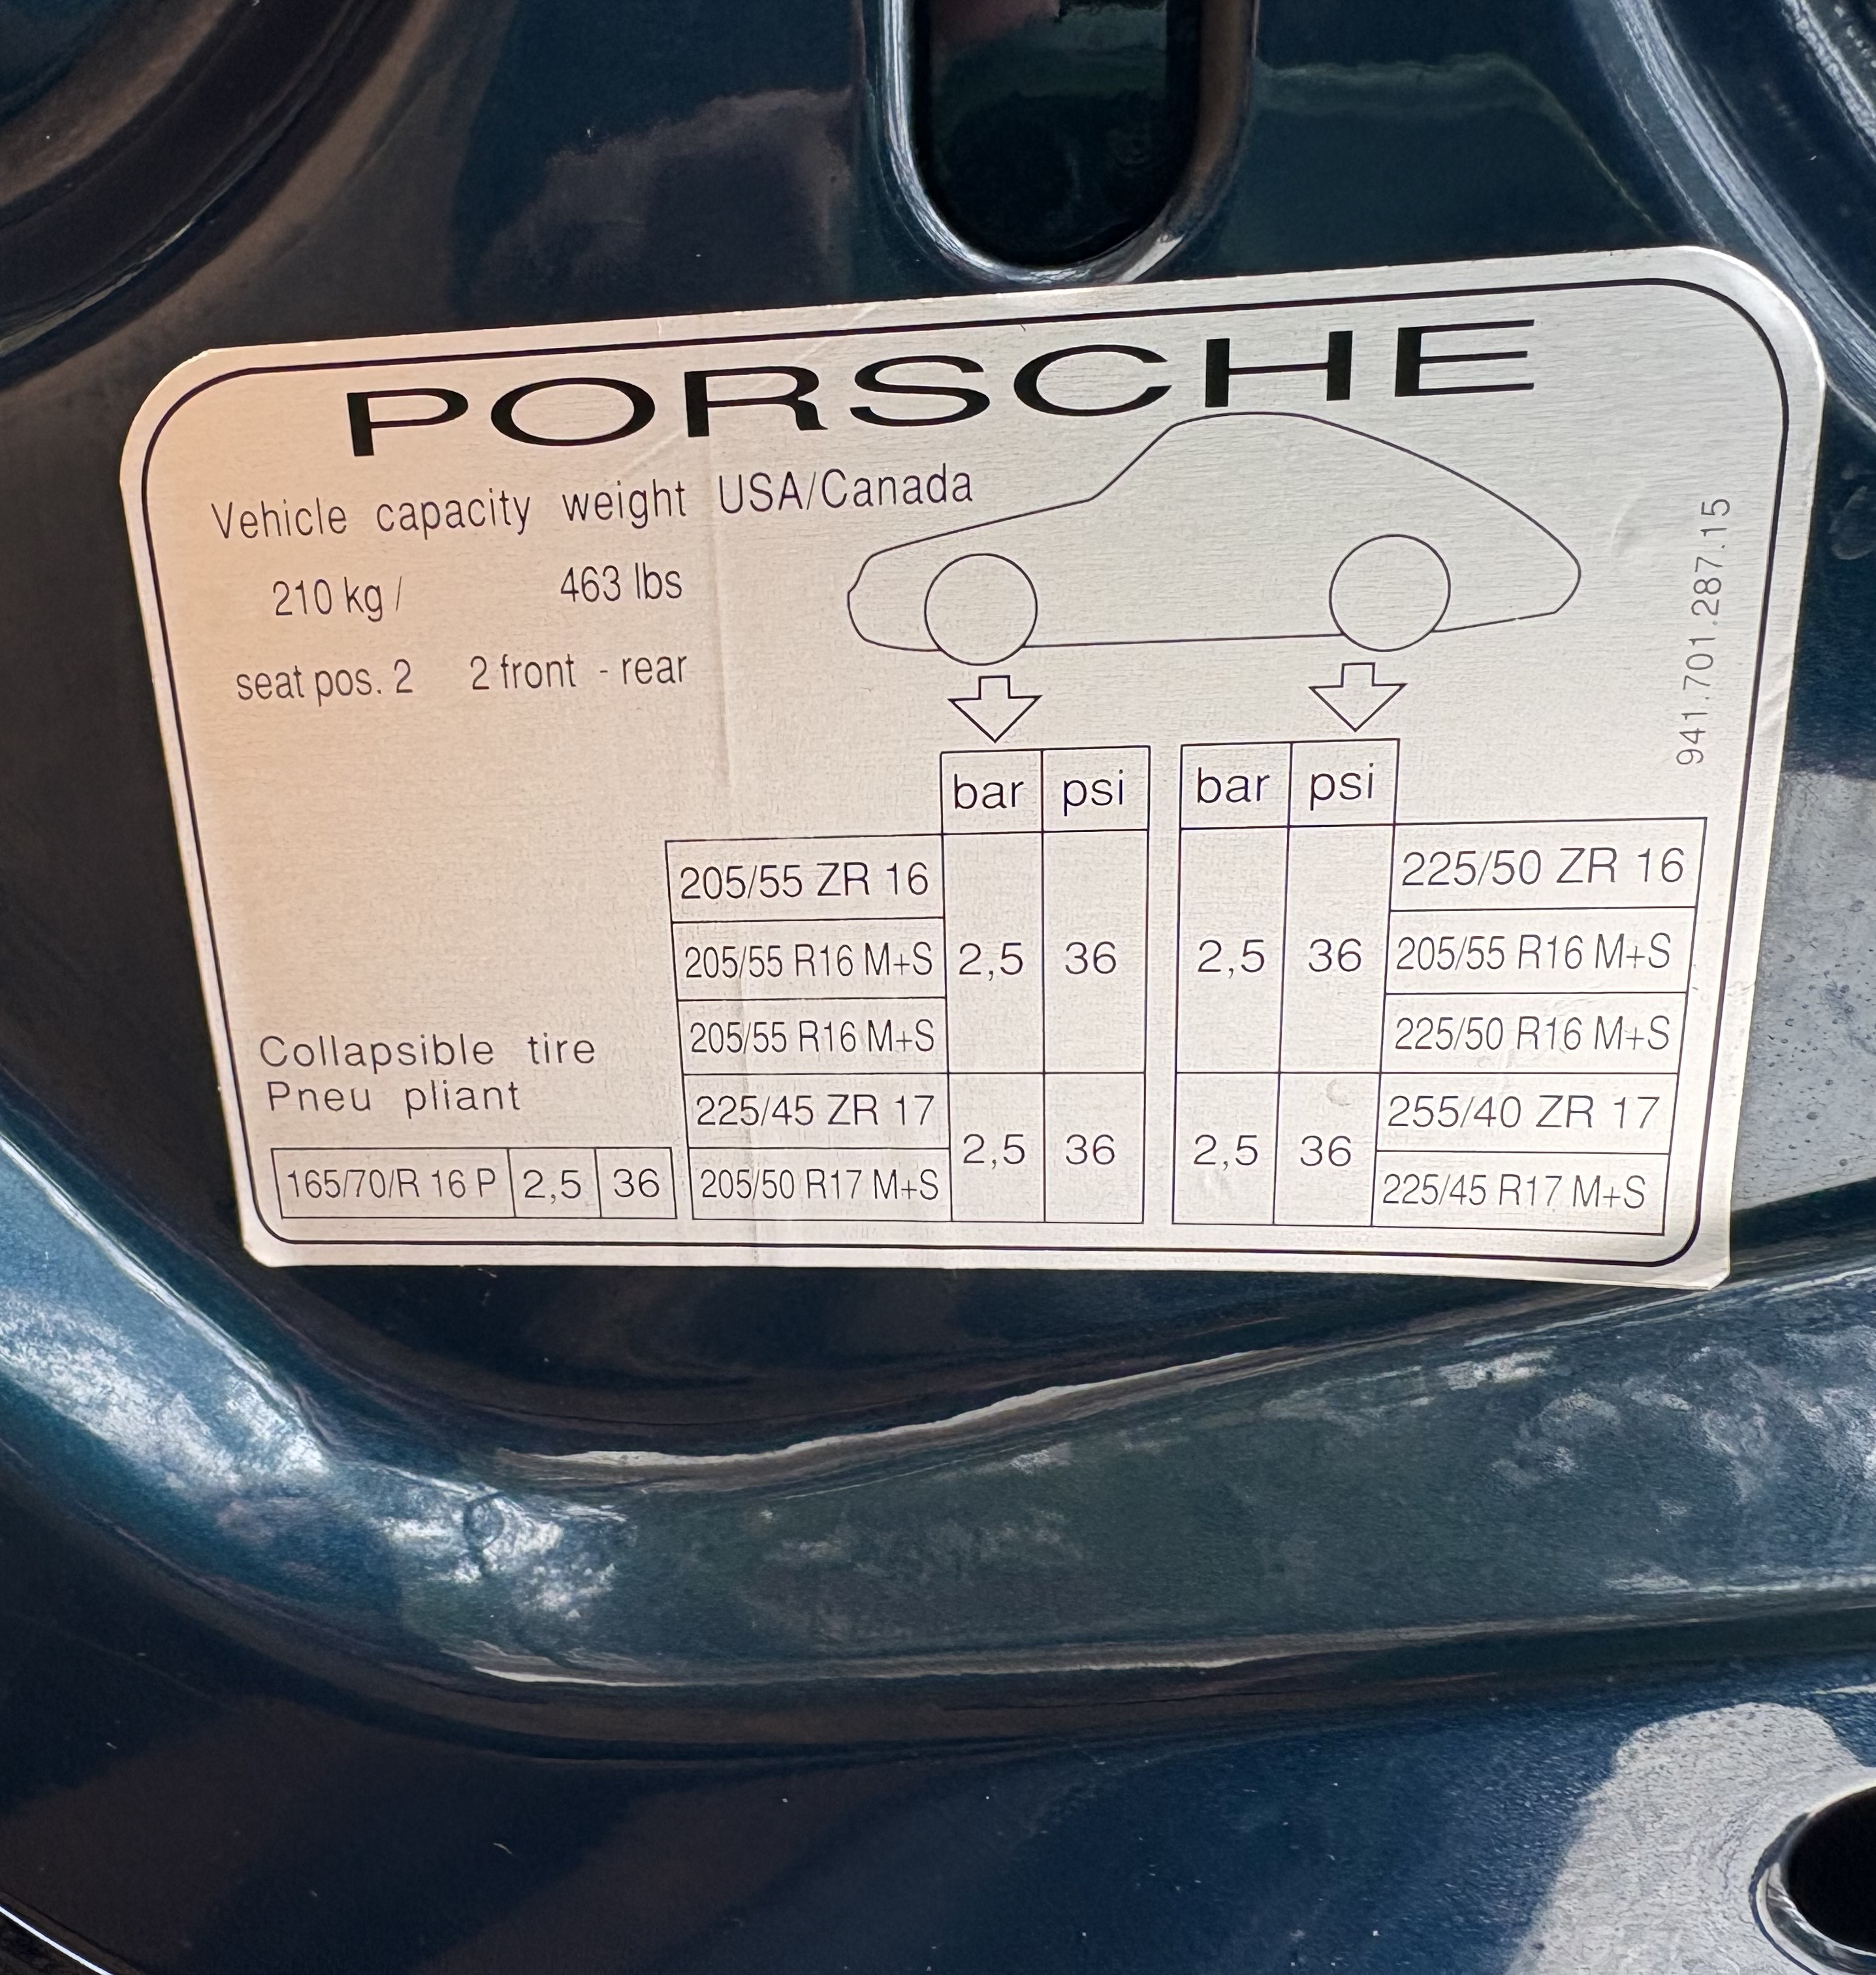 PORSCHE
Vehicle capacity weight USA/Canada
210 kg / 463 lbs
seat pos. 2 2 front - rear
941.701.287.15
bar psi bar psi
205/55 ZR 16 225/50 ZR 16
205/55 R16 M+S 2,5 36 2,5 36 205/55 R16 M+S
205/55 R16 M+S 225/50 R16 M+S
225/45 ZR 17 255/40 ZR 17
2,5 36 2,5 36
205/50 R17 M+S 225/45 R17 M+S
Collapsible tire
Pneu pliant
165/70/R 16 P 2,5 36